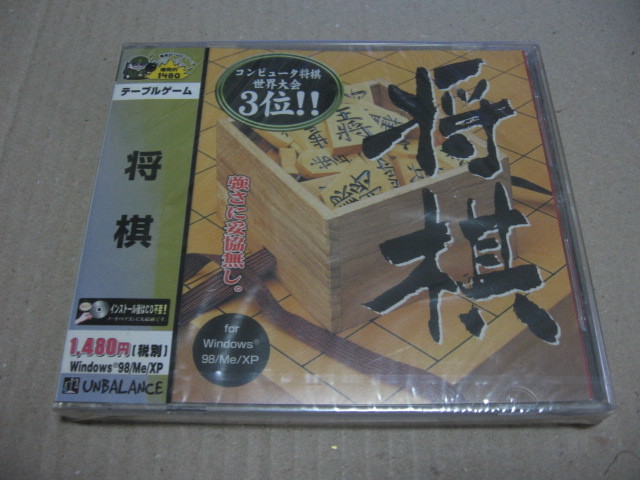 1480
テーブルゲーム
将棋
インストール後はCD不要!
1,480円[税別]
Windows®98/Me/XP
UNBALANCE
コンピュータ将棋
世界大会
3位!!
強さに妥協無し。
for
Windows®
98/Me/XP
将棋